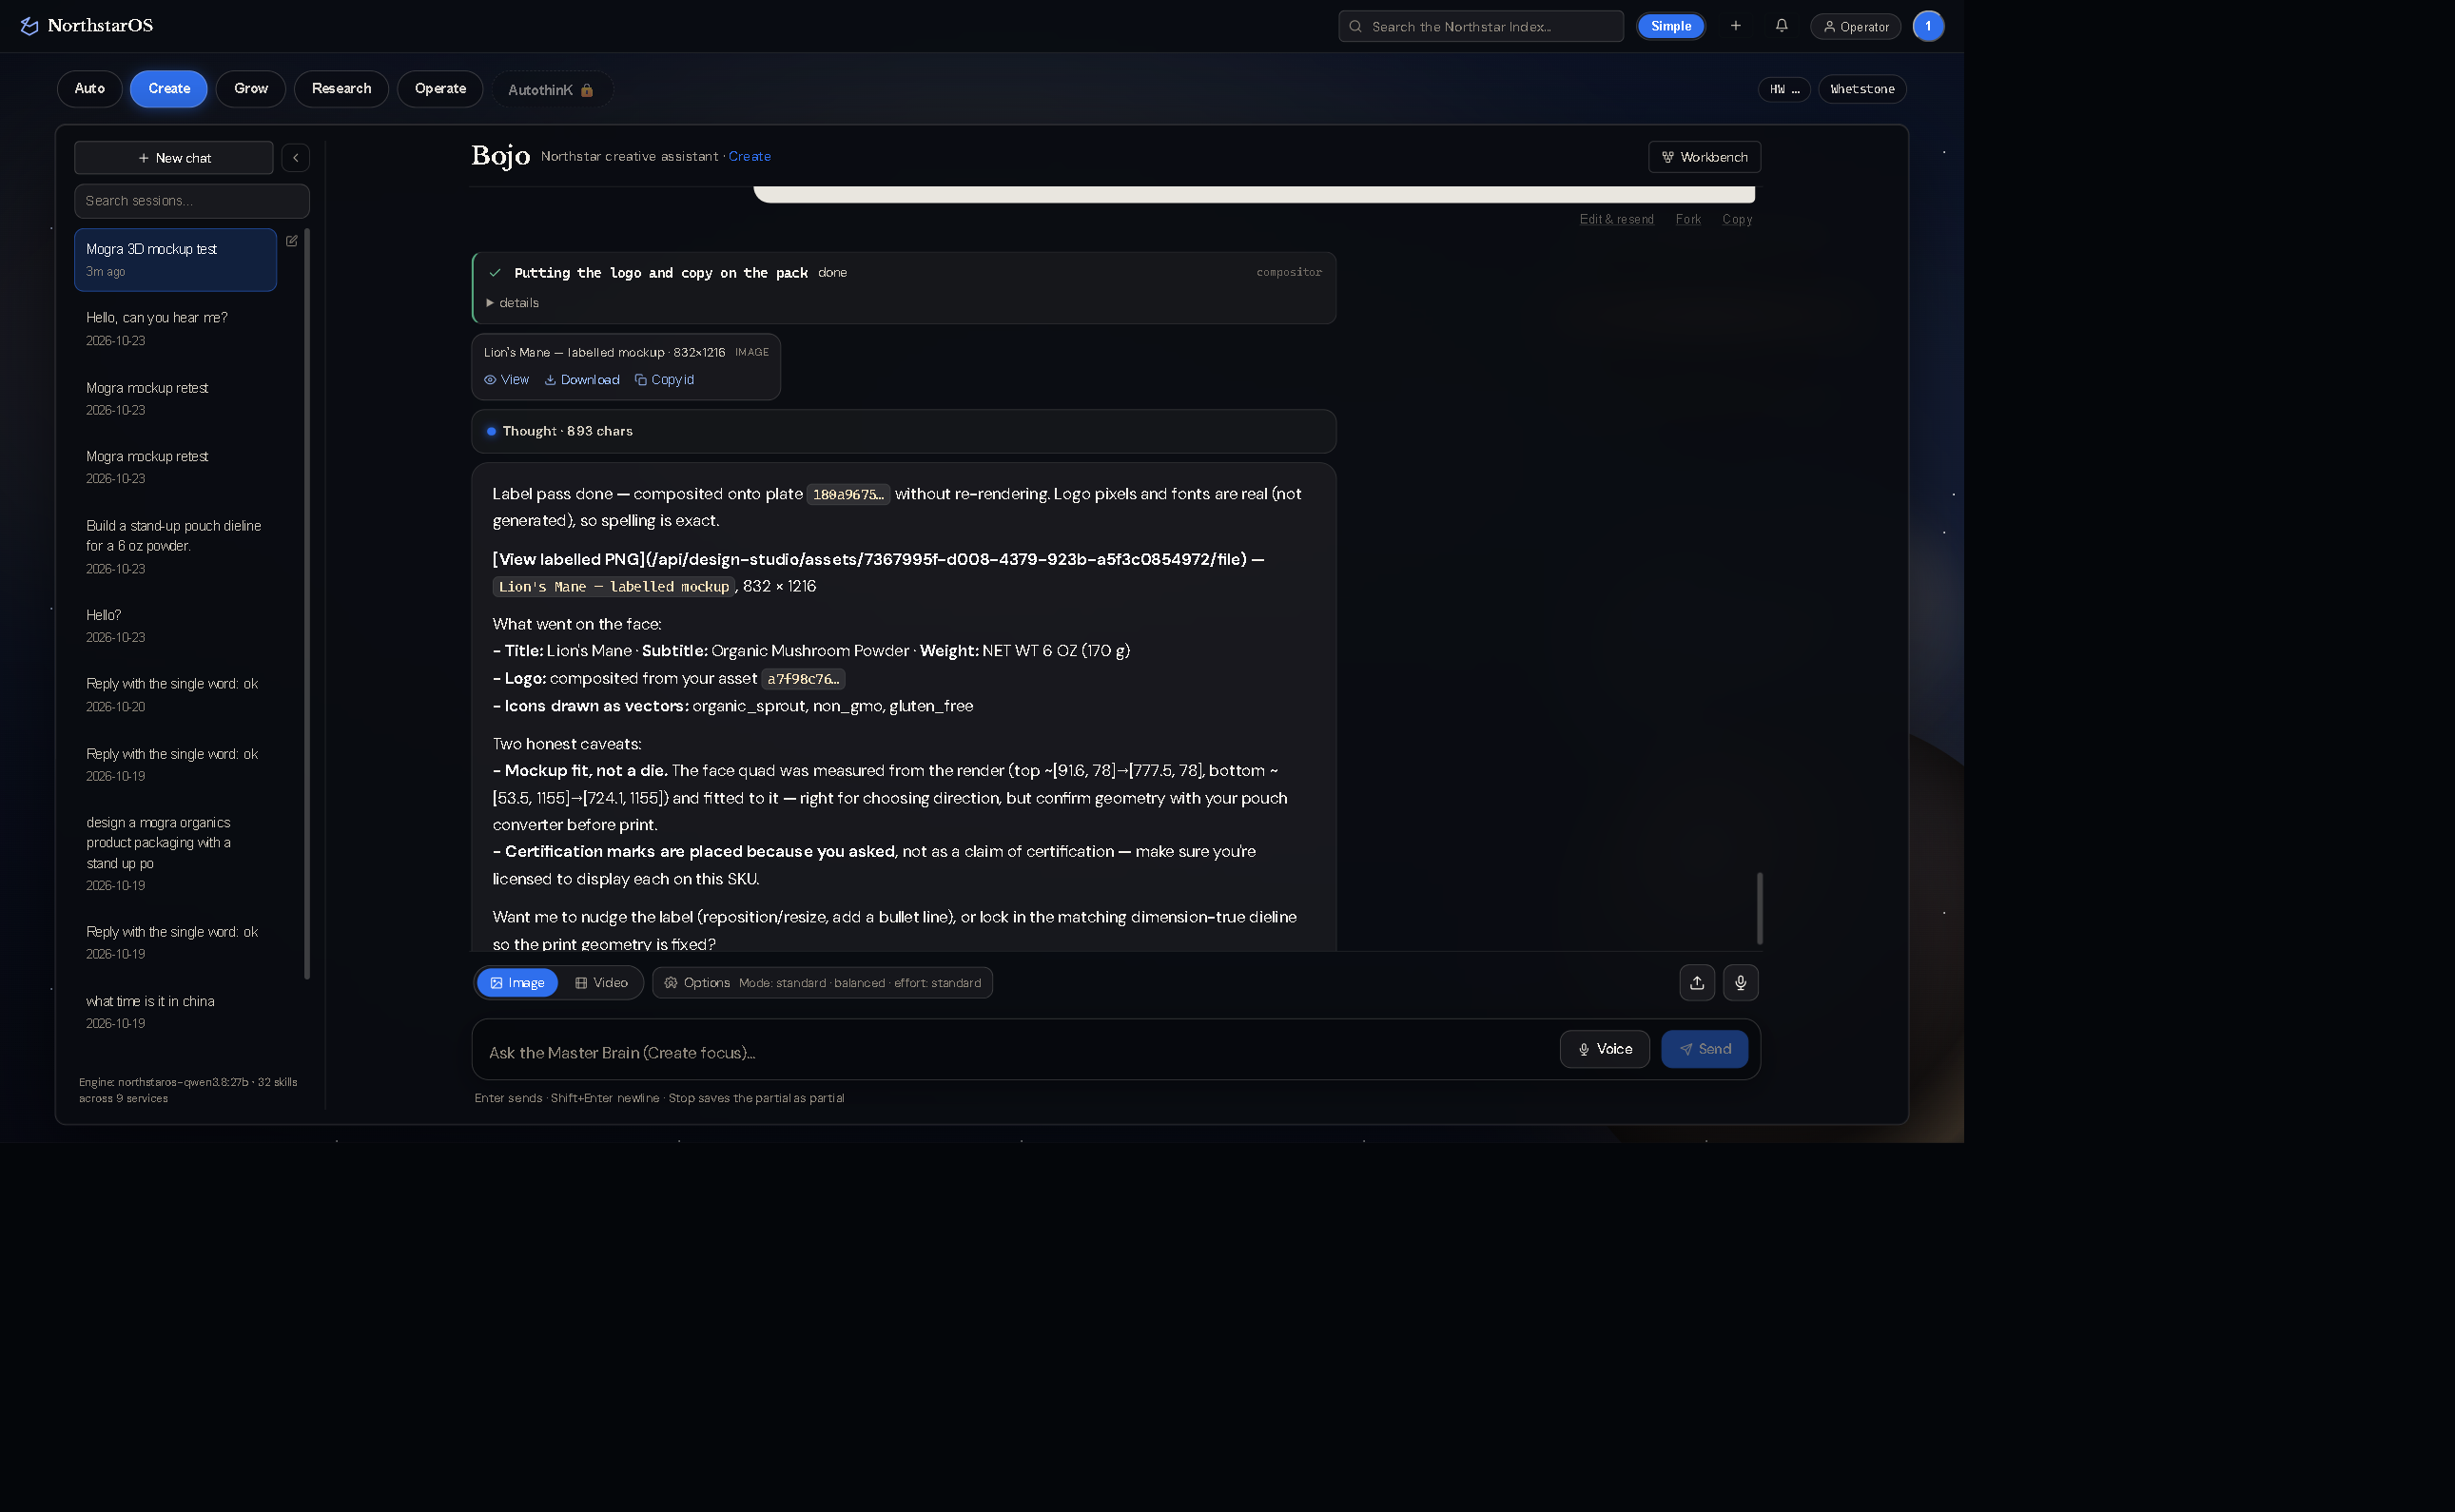 NorthstarOS
Search the Northstar Index...
Simple
Operator
1
Auto
Create
Grow
Research
Operate
AutothinK
HW ...
Whetstone
New chat
Search sessions...
Mogra 3D mockup test
3m ago
Hello, can you hear me?
2026-10-23
Mogra mockup retest
2026-10-23
Mogra mockup retest
2026-10-23
Build a stand-up pouch dieline
for a 6 oz powder.
2026-10-23
Hello?
2026-10-23
Reply with the single word: ok
2026-10-20
Reply with the single word: ok
2026-10-19
design a mogra organics
product packaging with a
stand up po
2026-10-19
Reply with the single word: ok
2026-10-19
what time is it in china
2026-10-19
Engine: northstaros-qwen3.8:27b • 32 skills
across 9 services
Bojo Northstar creative assistant · Create
Workbench
Edit & resend Fork Copy
Putting the logo and copy on the pack done
compositor
▶ details
Lion's Mane — labelled mockup · 832×1216 IMAGE
View Download Copy id
Thought · 893 chars
Label pass done — composited onto plate 180a9675… without re-rendering. Logo pixels and fonts are real (not
generated), so spelling is exact.
[View labelled PNG](/api/design-studio/assets/7367995f-d008-4379-923b-a5f3c0854972/file) —
Lion's Mane — labelled mockup, 832 × 1216
What went on the face:
- Title: Lion's Mane · Subtitle: Organic Mushroom Powder · Weight: NET WT 6 OZ (170 g)
- Logo: composited from your asset a7f98c76…
- Icons drawn as vectors: organic_sprout, non_gmo, gluten_free
Two honest caveats:
- Mockup fit, not a die. The face quad was measured from the render (top ~[91.6, 78]→[777.5, 78], bottom ~
[53.5, 1155]→[724.1, 1155]) and fitted to it — right for choosing direction, but confirm geometry with your pouch
converter before print.
- Certification marks are placed because you asked, not as a claim of certification — make sure you're
licensed to display each on this SKU.
Want me to nudge the label (reposition/resize, add a bullet line), or lock in the matching dimension-true dieline
so the print geometry is fixed?
Image Video Options Mode: standard · balanced · effort: standard
Ask the Master Brain (Create focus)...
Voice Send
Enter sends · Shift+Enter newline · Stop saves the partial as partial